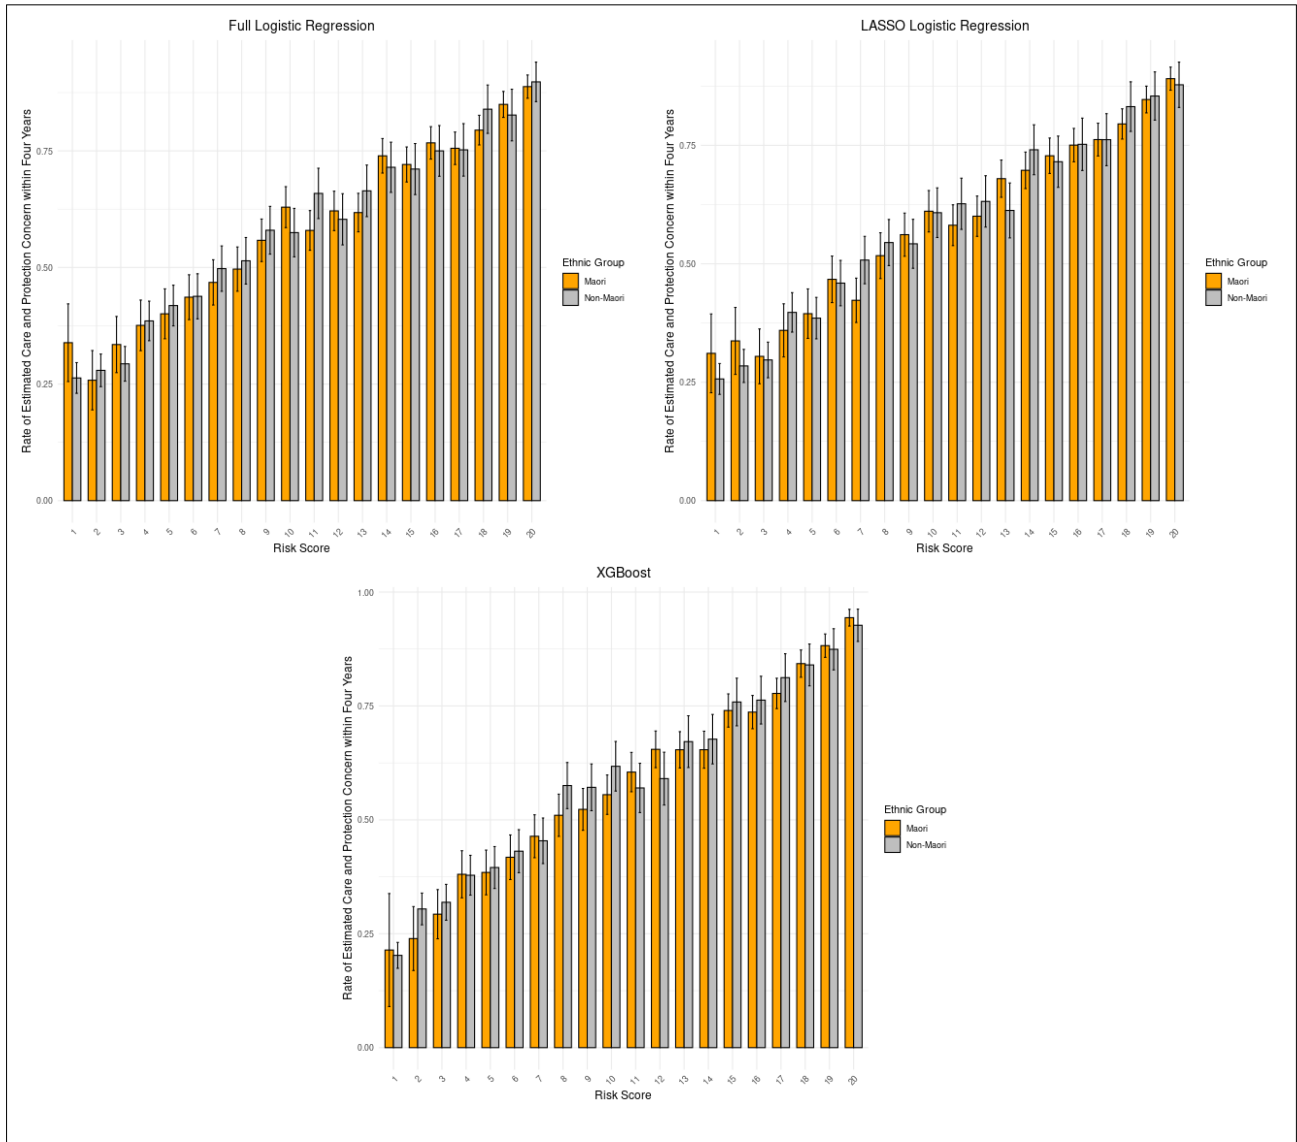 Full Logistic Regression
Rate of Estimated Care and Protection Concern within Four Years
0.75
0.50
0.25
0.00
1 2 3 4 5 6 7 8 9 10 11 12 13 14 15 16 17 18 19 20
Risk Score
Ethnic Group
Maori
Non-Maori
LASSO Logistic Regression
Rate of Estimated Care and Protection Concern within Four Years
0.75
0.50
0.25
0.00
1 2 3 4 5 6 7 8 9 10 11 12 13 14 15 16 17 18 19 20
Risk Score
Ethnic Group
Maori
Non-Maori
XGBoost
Rate of Estimated Care and Protection Concern within Four Years
1.00
0.75
0.50
0.25
0.00
1 2 3 4 5 6 7 8 9 10 11 12 13 14 15 16 17 18 19 20
Risk Score
Ethnic Group
Maori
Non-Maori